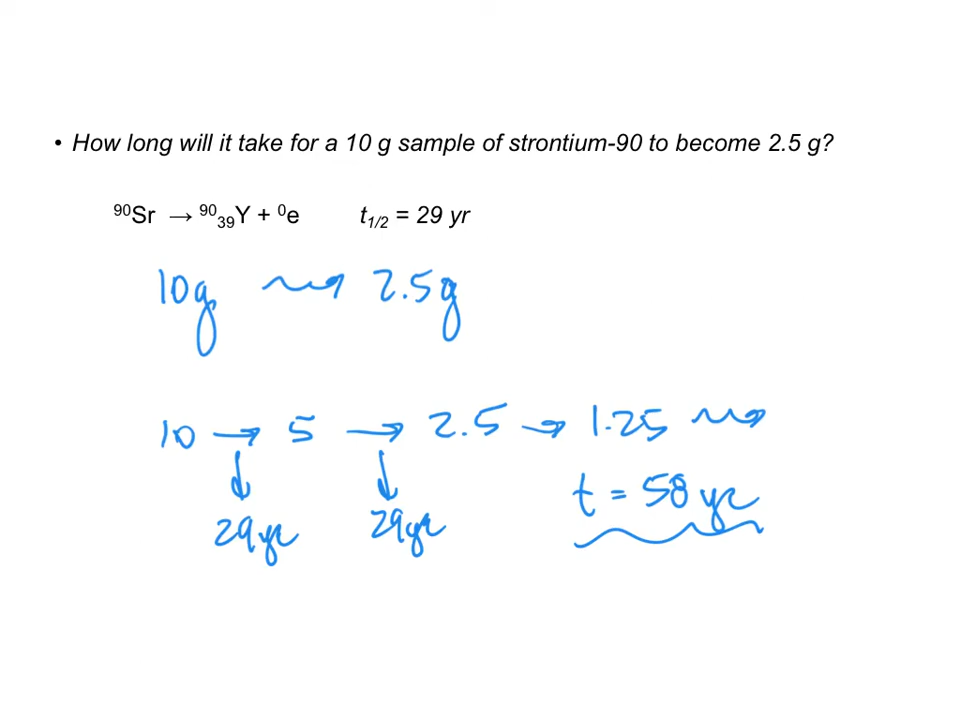 • How long will it take for a 10 g sample of strontium-90 to become 2.5 g?
⁹⁰Sr → ⁹⁰₃₉Y + ⁰e t₁/₂ = 29 yr
10g → 2.5g
10 → 5 → 2.5 → 1.25 →
↓ ↓ t = 58 yr
29yr 29yr